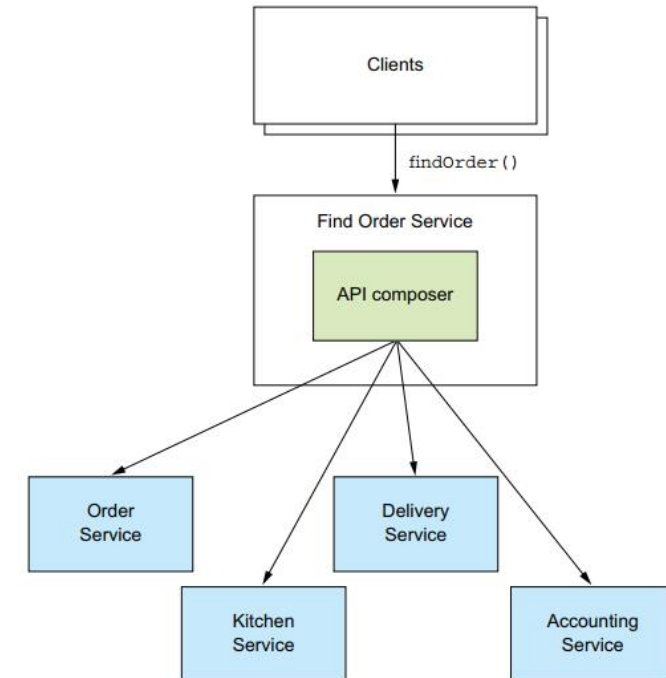 Clients
findOrder()
Find Order Service
API composer
Order
Service
Delivery
Service
Kitchen
Service
Accounting
Service